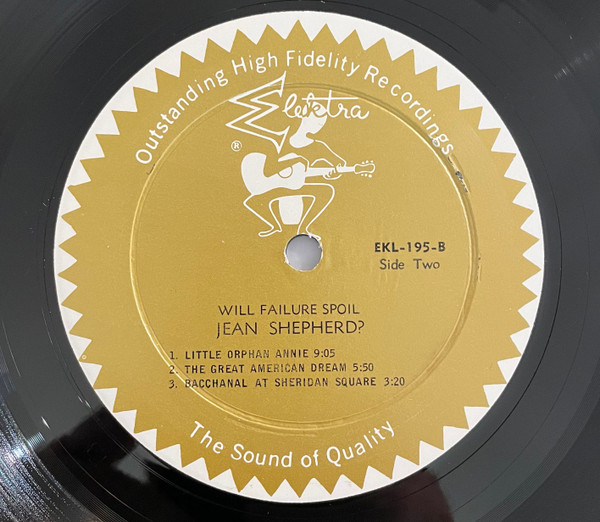 Outstanding High Fidelity Recordings
Elektra
®
EKL-195-B
Side Two
WILL FAILURE SPOIL
JEAN SHEPHERD?
1. LITTLE ORPHAN ANNIE 9:05
2. THE GREAT AMERICAN DREAM 5:50
3. BACCHANAL AT SHERIDAN SQUARE 3:20
The Sound of Quality